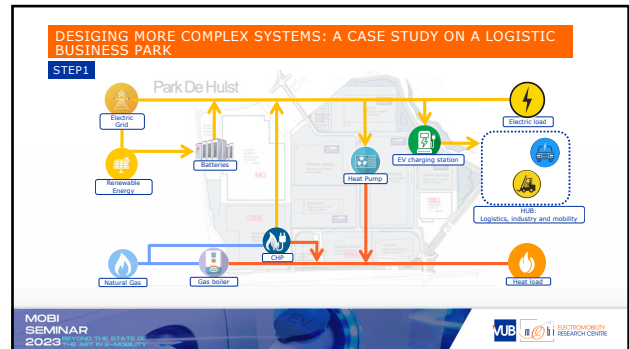 DESIGING MORE COMPLEX SYSTEMS: A CASE STUDY ON A LOGISTIC
BUSINESS PARK
STEP1
Park De Hulst
Electric
Grid
Electric load
Batteries
EV charging station
Renewable
Energy
Heat Pump
HUB:
Logistics, industry and mobility
CHP
Natural Gas
Gas boiler
Heat load
MOBI
SEMINAR
2023 BEYOND THE STATE OF
THE ART IN E-MOBILITY
VUB
mobi
ELECTROMOBILITY
RESEARCH CENTRE